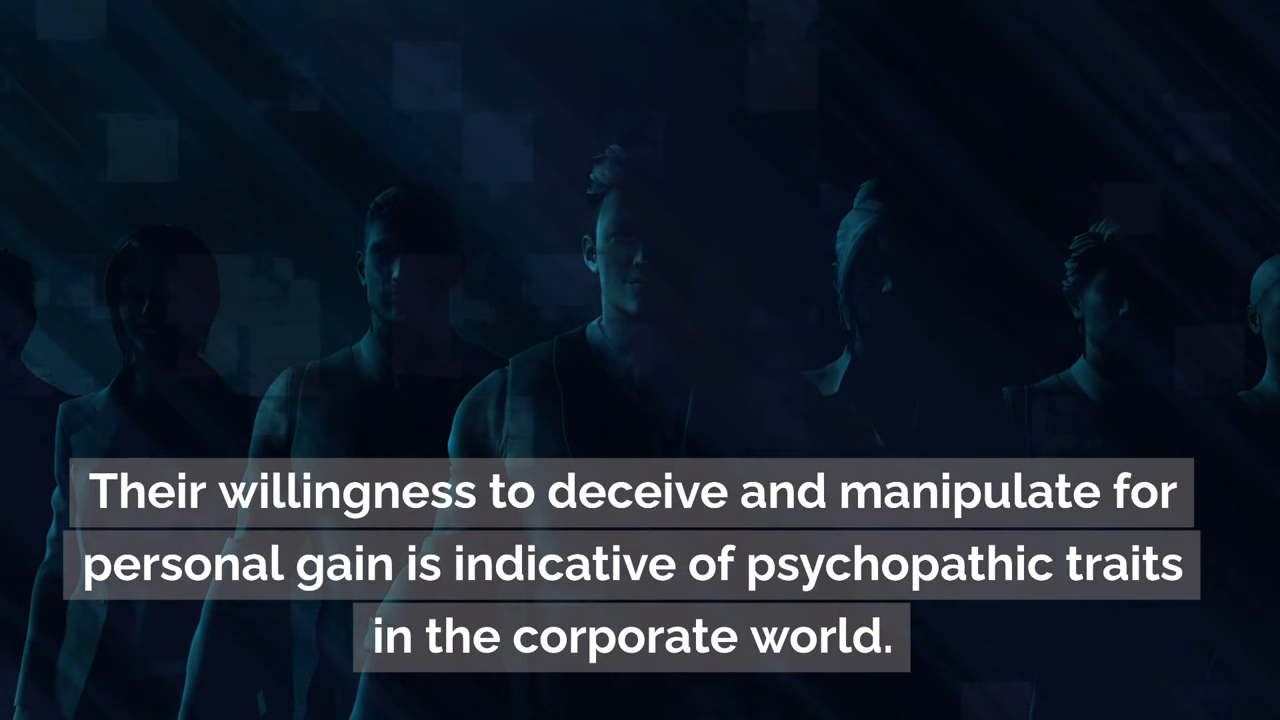 Their willingness to deceive and manipulate for
personal gain is indicative of psychopathic traits
in the corporate world.